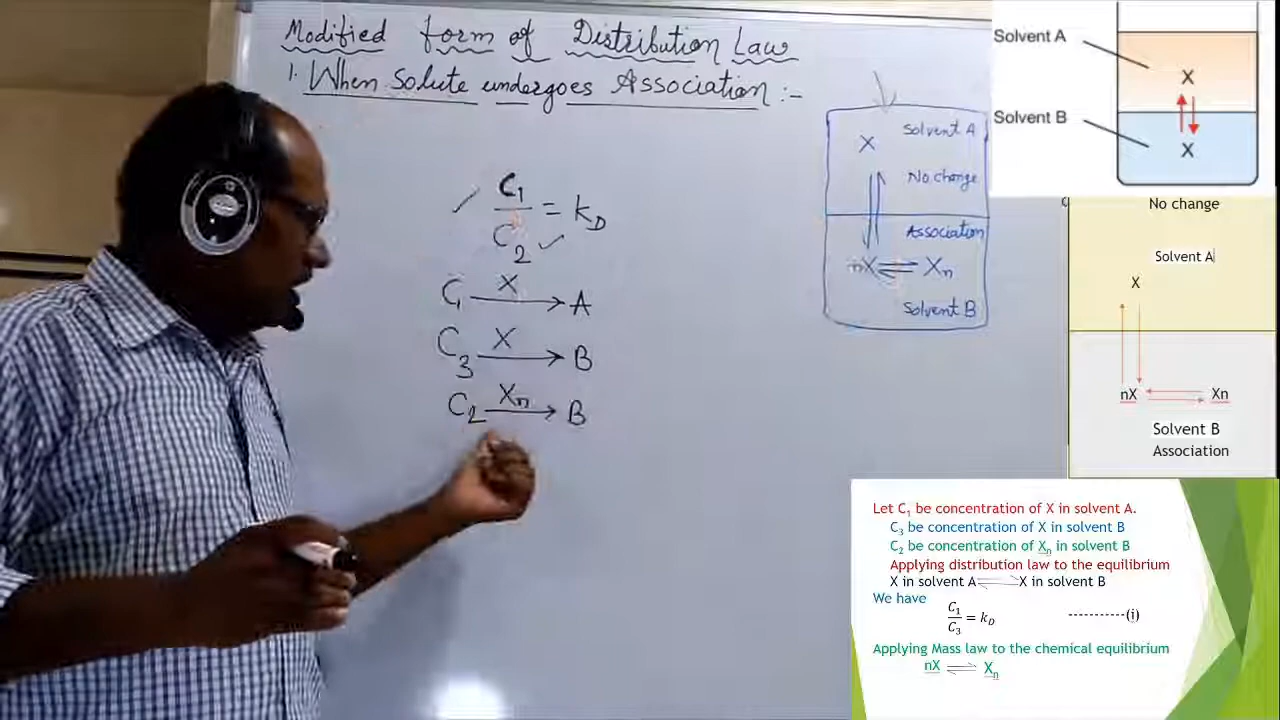 Modified form of Distribution Law
1. When Solute undergoes Association :-
C₁/C₂ = k_D
C₁ —X→ A
C₃ —X→ B
C₂ —Xₙ→ B
X Solvent A
No change
Association
nX ⇌ Xₙ
Solvent B
Solvent A
X
Solvent B
X
No change
Solvent A
X
nX ⇌ Xn
Solvent B
Association
Let C₁ be concentration of X in solvent A.
C₃ be concentration of X in solvent B
C₂ be concentration of Xₙ in solvent B
Applying distribution law to the equilibrium
X in solvent A ⇌ X in solvent B
We have
C₁/C₃ = k_D -----------(i)
Applying Mass law to the chemical equilibrium
nX ⇌ Xₙ